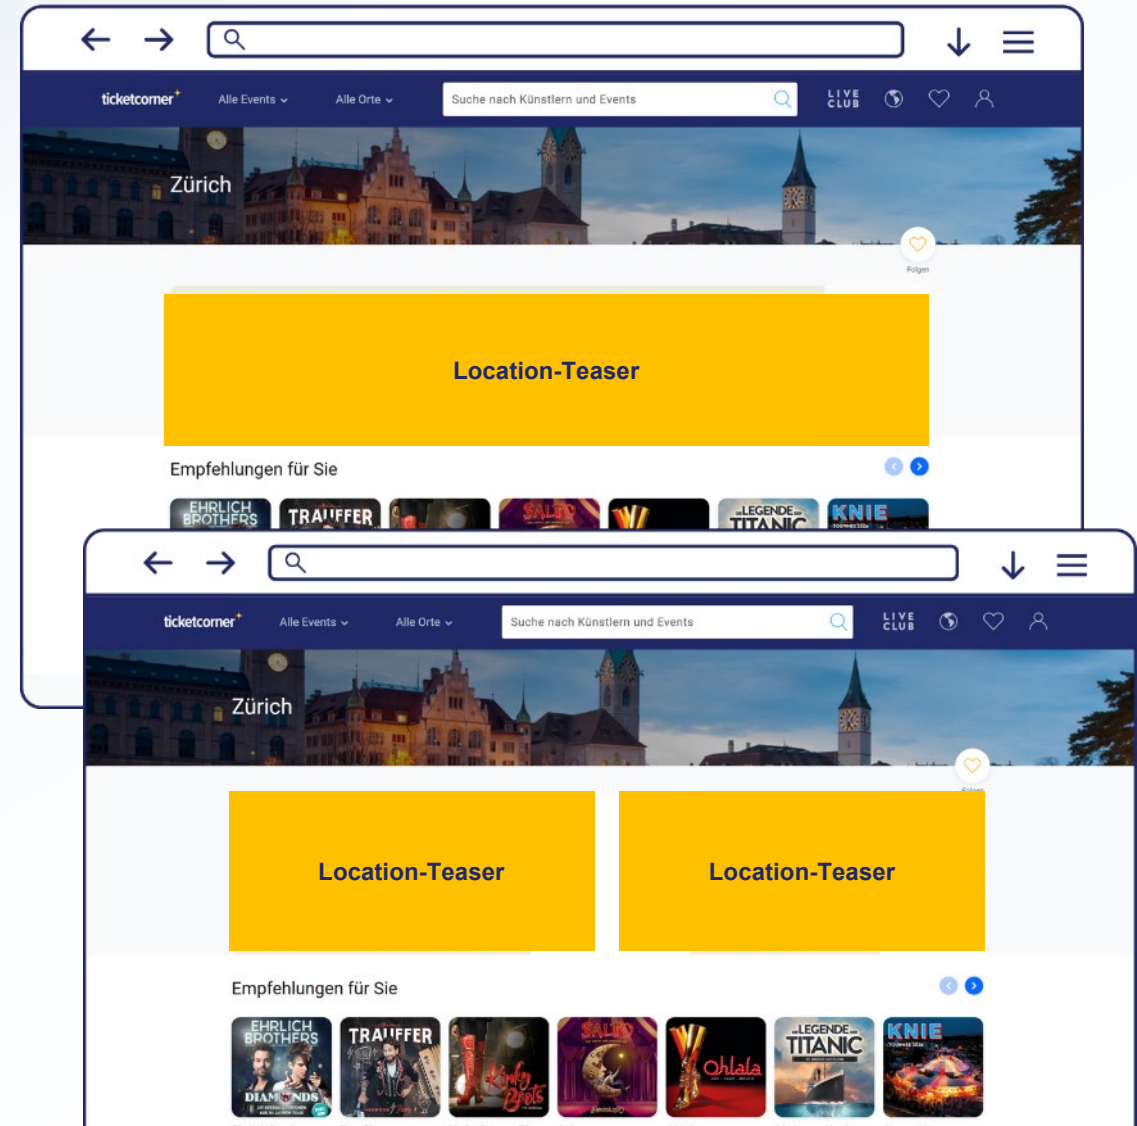 ticketcorner
Alle Events
Alle Orte
Suche nach Künstlern und Events
LIVE
CLUB
Zürich
Folgen
Location-Teaser
Empfehlungen für Sie
EHRLICH
BROTHERS
TRAUFFER
SALTO
LEGENDE
TITANIC
KNIE
ticketcorner
Alle Events
Alle Orte
Suche nach Künstlern und Events
LIVE
CLUB
Zürich
Location-Teaser
Location-Teaser
Empfehlungen für Sie
EHRLICH
BROTHERS
DIAMONDS
TRAUFFER
Kinky
Boots
SALTO
Ohlala
LEGENDE
TITANIC
KNIE